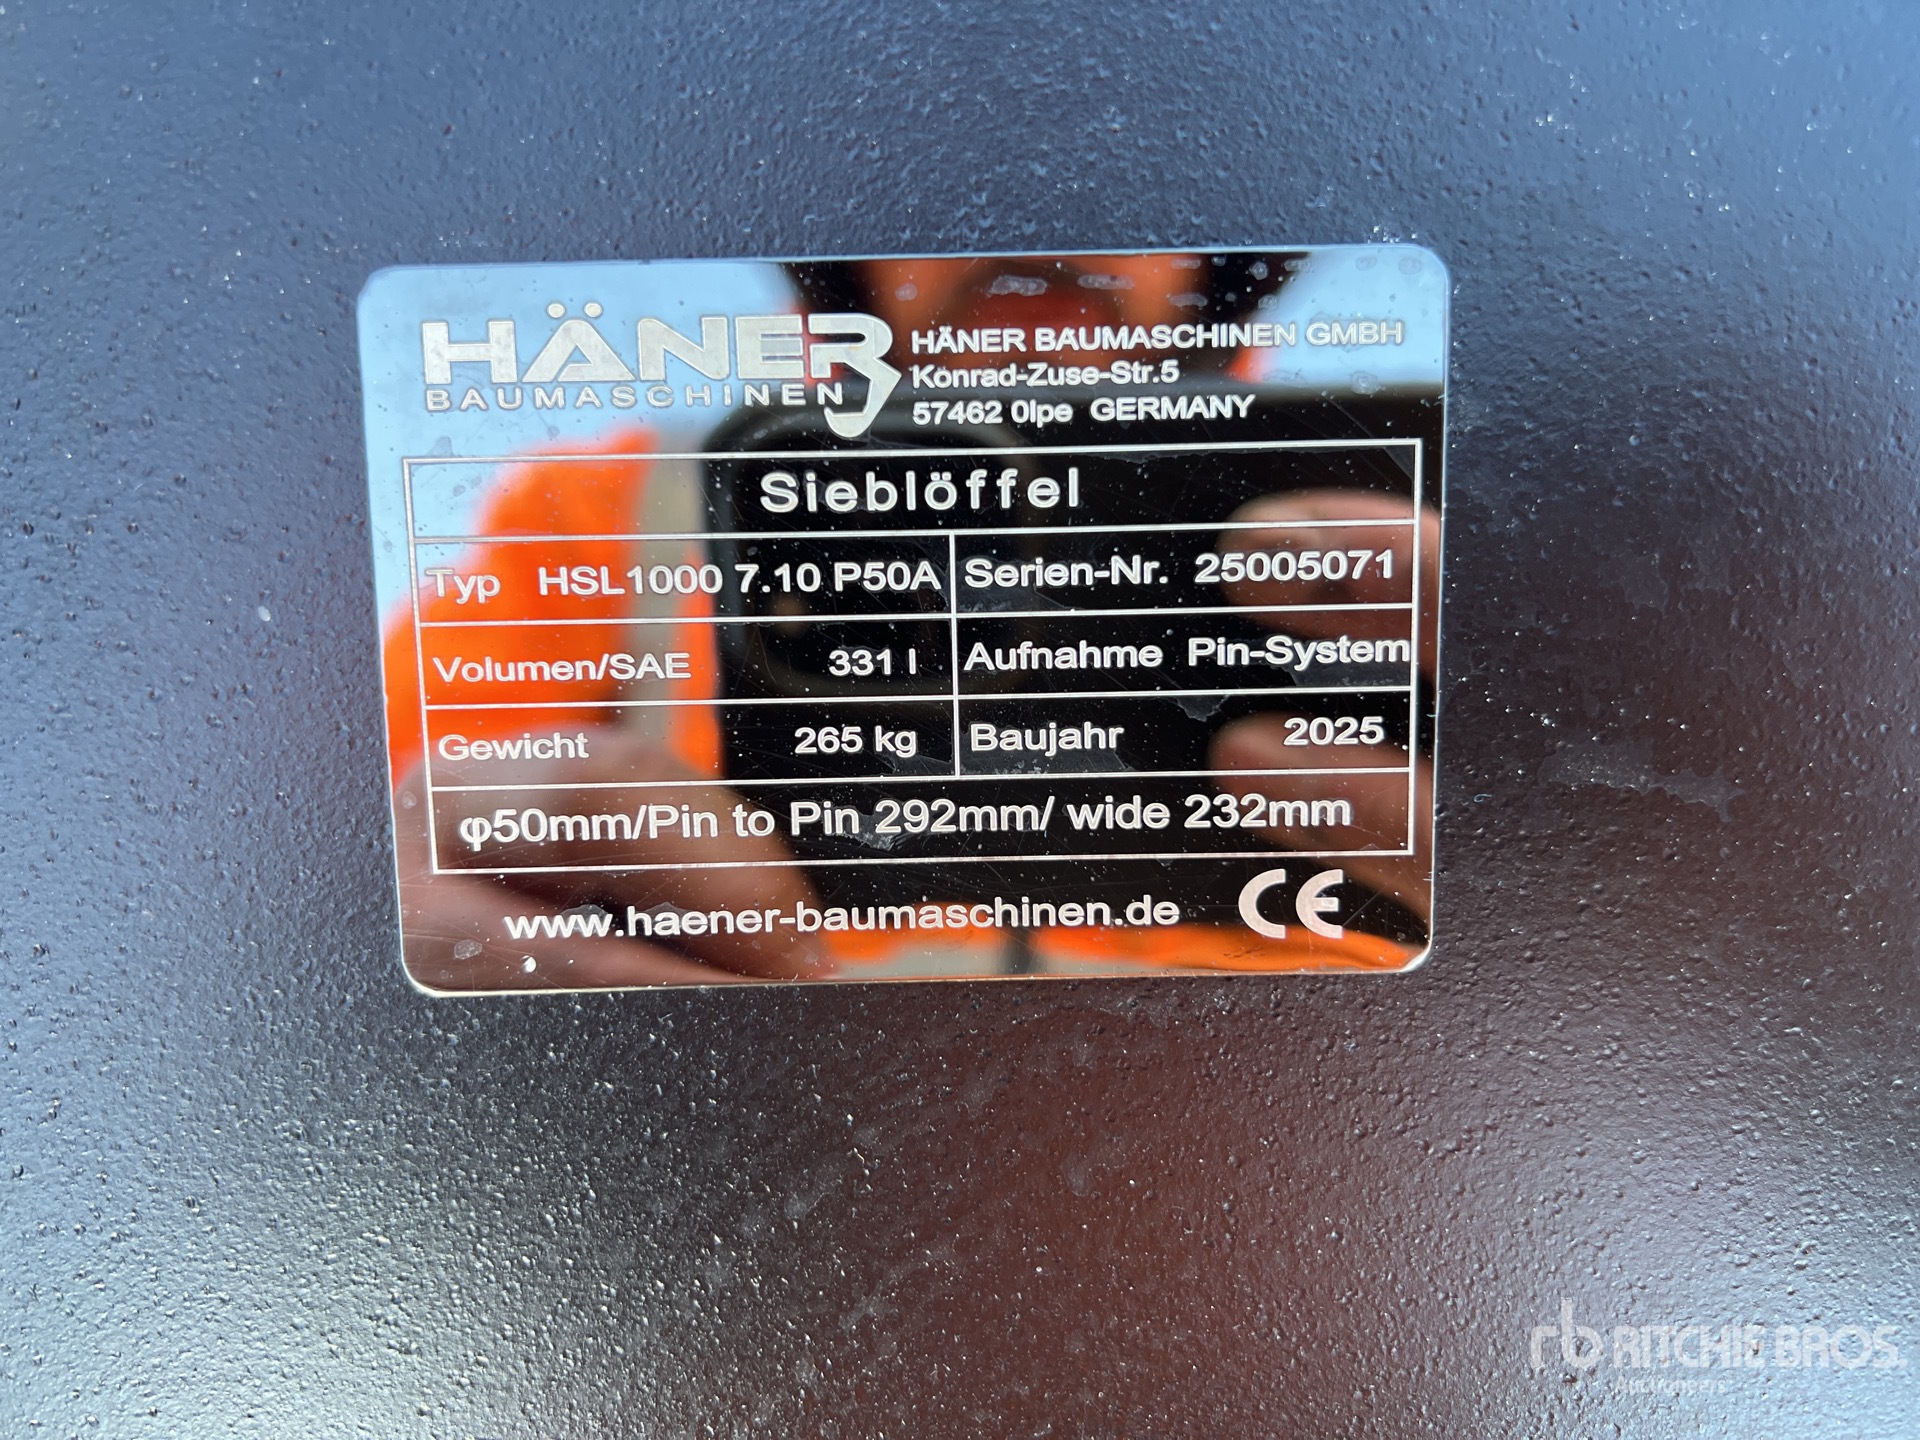 HÄNER
BAUMASCHINEN
HÄNER BAUMASCHINEN GMBH
Konrad-Zuse-Str.5
57462 Olpe GERMANY
Sieblöffel
Typ HSL1000 7.10 P50A
Serien-Nr. 25005071
Volumen/SAE 331 l
Aufnahme Pin-System
Gewicht 265 kg
Baujahr 2025
φ50mm/Pin to Pin 292mm/ wide 232mm
www.haener-baumaschinen.de CE
rb RITCHIE BROS.
Auctioneers